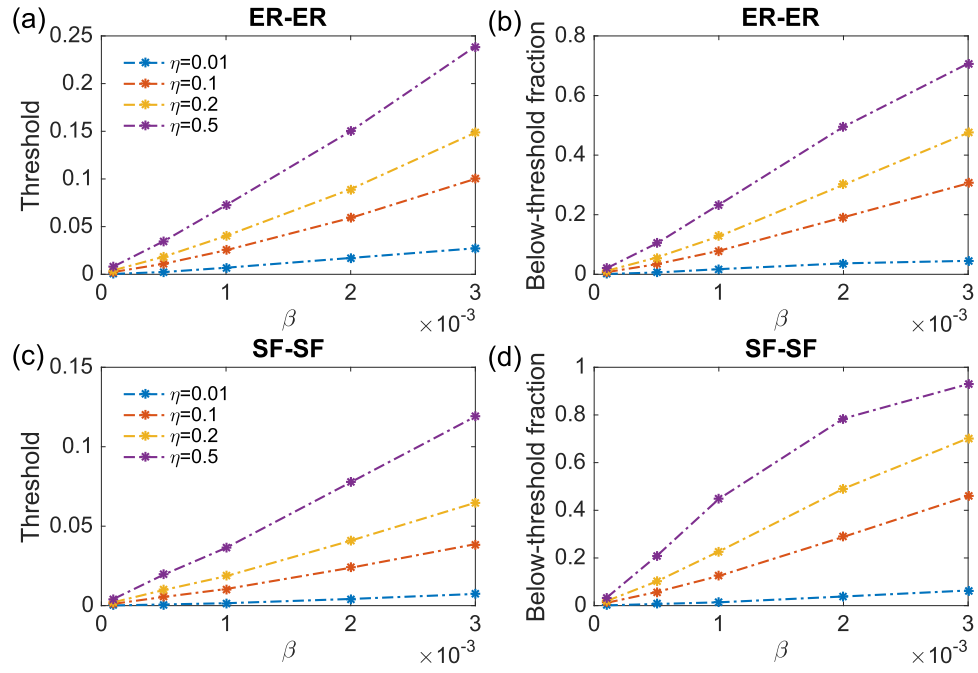 (a)
ER-ER
Threshold
0.25
0.2
0.15
0.1
0.05
0
η=0.01
η=0.1
η=0.2
η=0.5
0 1 2 3
β
×10⁻³
(b)
ER-ER
Below-threshold fraction
0.8
0.6
0.4
0.2
0
0 1 2 3
β
×10⁻³
(c)
SF-SF
Threshold
0.15
0.1
0.05
0
η=0.01
η=0.1
η=0.2
η=0.5
0 1 2 3
β
×10⁻³
(d)
SF-SF
Below-threshold fraction
1
0.8
0.6
0.4
0.2
0
0 1 2 3
β
×10⁻³